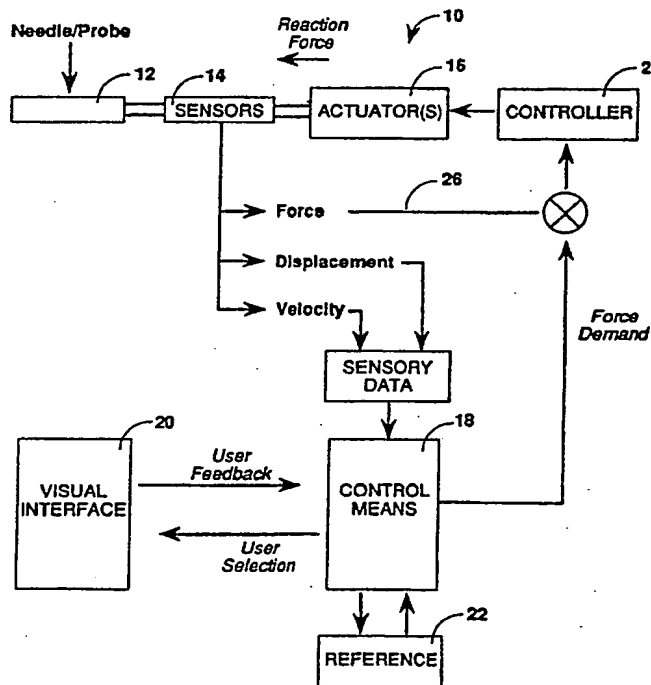 Needle/Probe
Reaction
Force
10
12
14
16
2
SENSORS
ACTUATOR(S)
CONTROLLER
26
Force
Displacement
Velocity
Force
Demand
SENSORY
DATA
20
18
User
Feedback
VISUAL
INTERFACE
CONTROL
MEANS
User
Selection
22
REFERENCE